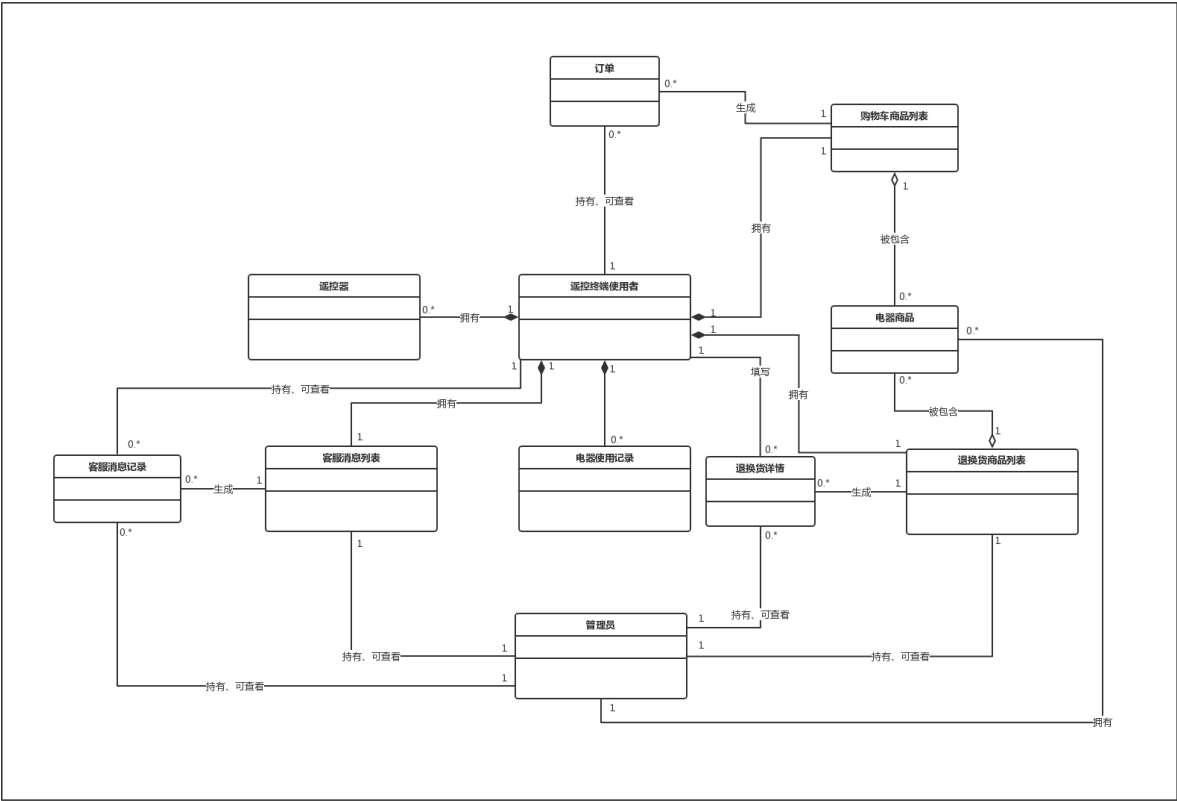 订单
0..*
生成
1
购物车商品列表
0..*
1
1
持有、可查看
拥有
被包含
1
遥控器
遥控终端使用者
0..*
0..*
拥有
1
1
电器商品
1
0..*
1
1
1
1
填写
0..*
持有、可查看
拥有
拥有
被包含
0..*
1
0..*
0..*
1
1
客服消息记录
客服消息列表
电器使用记录
退换货详情
退换货商品列表
0..*
生成
1
0..*
生成
1
0..*
1
0..*
1
管理员
持有、可查看
1
1
1
持有、可查看
持有、可查看
1
持有、可查看
1
拥有